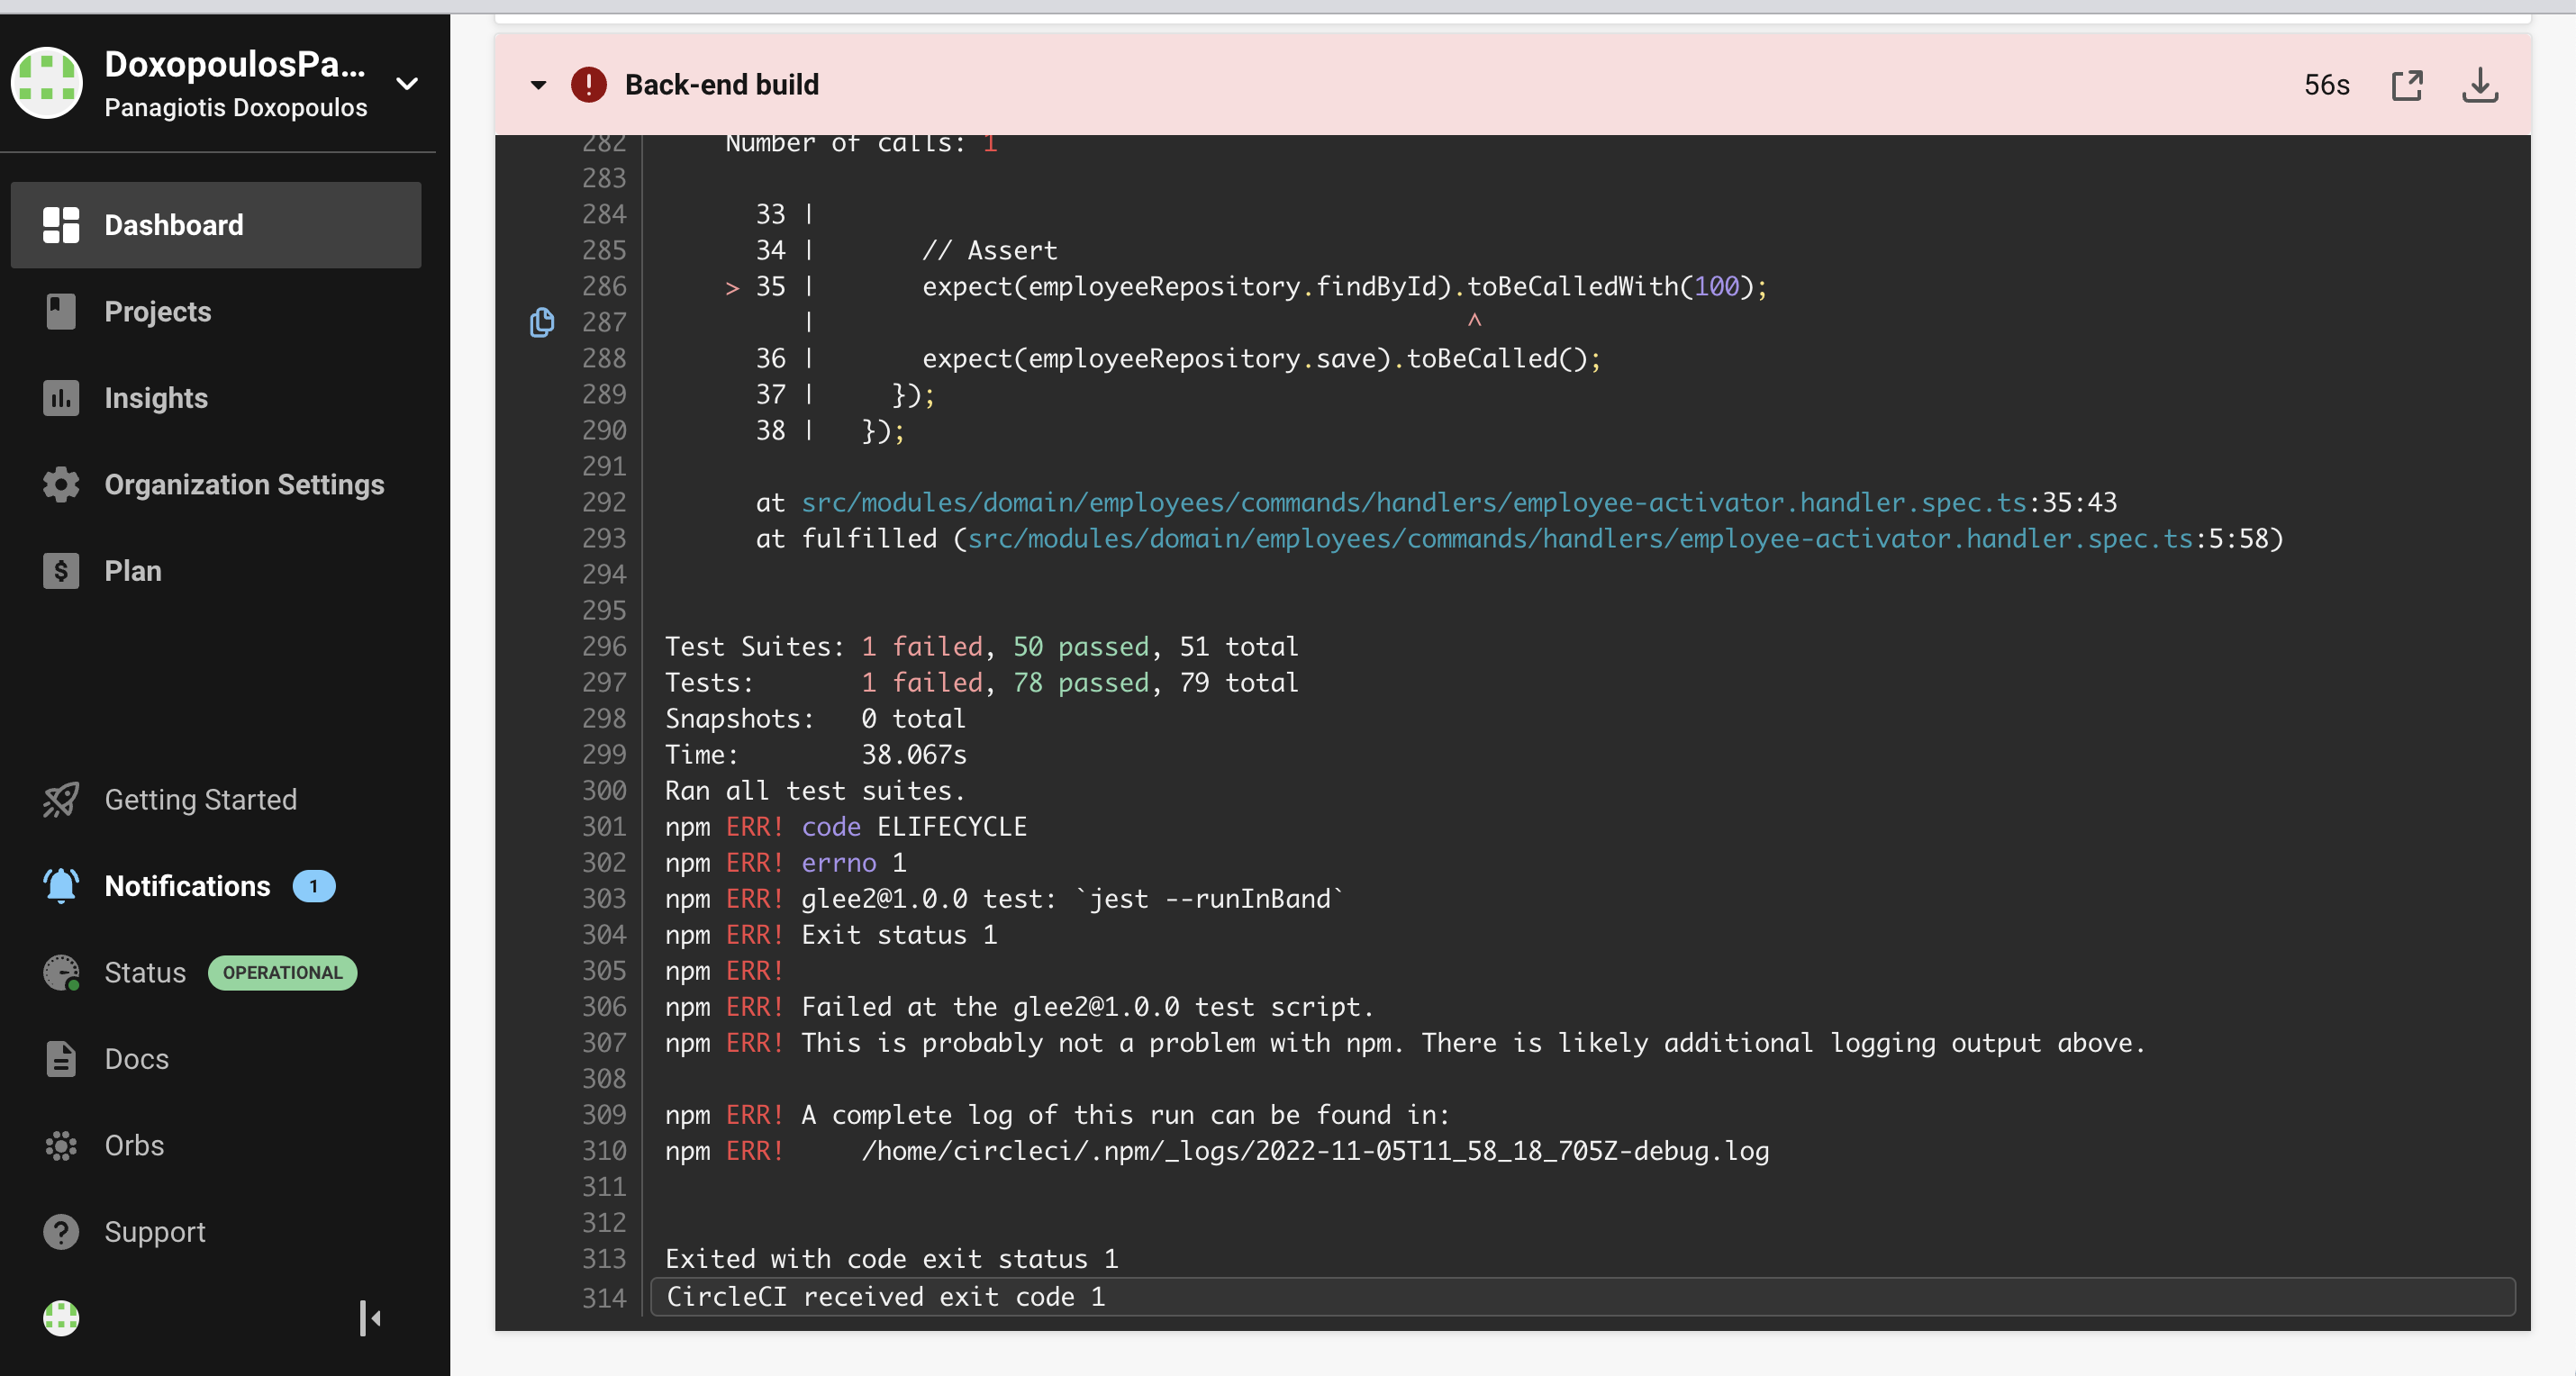 DoxopoulosPa...
Panagiotis Doxopoulos
Dashboard
Projects
Insights
Organization Settings
Plan
Getting Started
Notifications 1
Status OPERATIONAL
Docs
Orbs
Support
Back-end build 56s
282 Number of calls: 1
283
284 33 |
285 34 | // Assert
286 > 35 | expect(employeeRepository.findById).toBeCalledWith(100);
287 | ^
288 36 | expect(employeeRepository.save).toBeCalled();
289 37 | });
290 38 | });
291
292 at src/modules/domain/employees/commands/handlers/employee-activator.handler.spec.ts:35:43
293 at fulfilled (src/modules/domain/employees/commands/handlers/employee-activator.handler.spec.ts:5:58)
294
295
296 Test Suites: 1 failed, 50 passed, 51 total
297 Tests: 1 failed, 78 passed, 79 total
298 Snapshots: 0 total
299 Time: 38.067s
300 Ran all test suites.
301 npm ERR! code ELIFECYCLE
302 npm ERR! errno 1
303 npm ERR! glee2@1.0.0 test: `jest --runInBand`
304 npm ERR! Exit status 1
305 npm ERR!
306 npm ERR! Failed at the glee2@1.0.0 test script.
307 npm ERR! This is probably not a problem with npm. There is likely additional logging output above.
308
309 npm ERR! A complete log of this run can be found in:
310 npm ERR! /home/circleci/.npm/_logs/2022-11-05T11_58_18_705Z-debug.log
311
312
313 Exited with code exit status 1
314 CircleCI received exit code 1